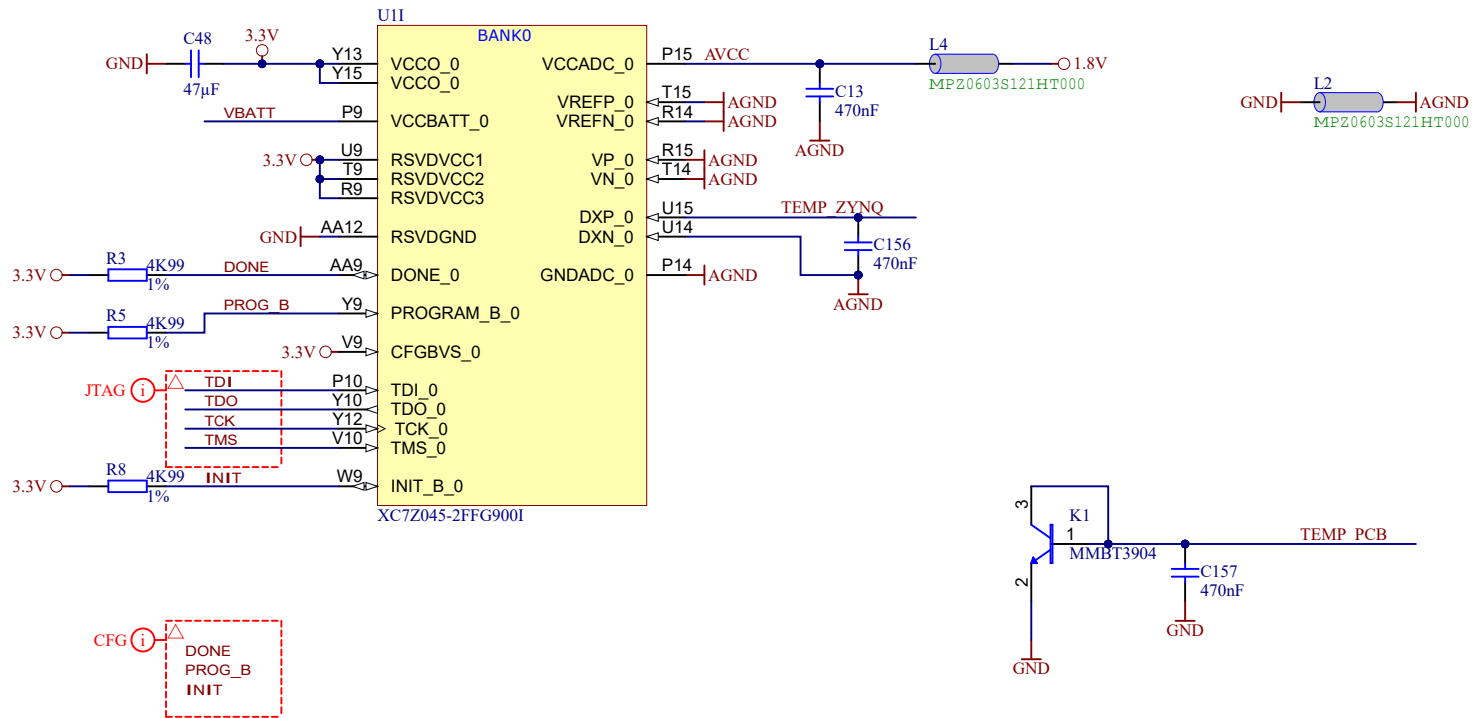 U1I
BANK0
C48
47µF
GND
3.3V
Y13
VCCO_0
Y15
VCCO_0
VBATT
P9
VCCBATT_0
3.3V
U9
RSVDVCC1
T9
RSVDVCC2
R9
RSVDVCC3
GND
AA12
RSVDGND
3.3V
R3
4K99
1%
DONE
AA9
DONE_0
3.3V
R5
4K99
1%
PROG_B
Y9
PROGRAM_B_0
3.3V
V9
CFGBVS_0
JTAG
i
TDI
P10
TDI_0
TDO
Y10
TDO_0
TCK
Y12
TCK_0
TMS
V10
TMS_0
3.3V
R8
4K99
1%
INIT
W9
INIT_B_0
XC7Z045-2FFG900I
VCCADC_0
P15
AVCC
C13
470nF
AGND
L4
MPZ0603S121HT000
1.8V
VREFP_0
T15
AGND
VREFN_0
R14
AGND
VP_0
R15
AGND
VN_0
T14
AGND
DXP_0
U15
TEMP_ZYNQ
DXN_0
U14
C156
470nF
AGND
GNDADC_0
P14
AGND
L2
GND
AGND
MPZ0603S121HT000
3
K1
1
MMBT3904
2
GND
TEMP_PCB
C157
470nF
GND
CFG
i
DONE
PROG_B
INIT